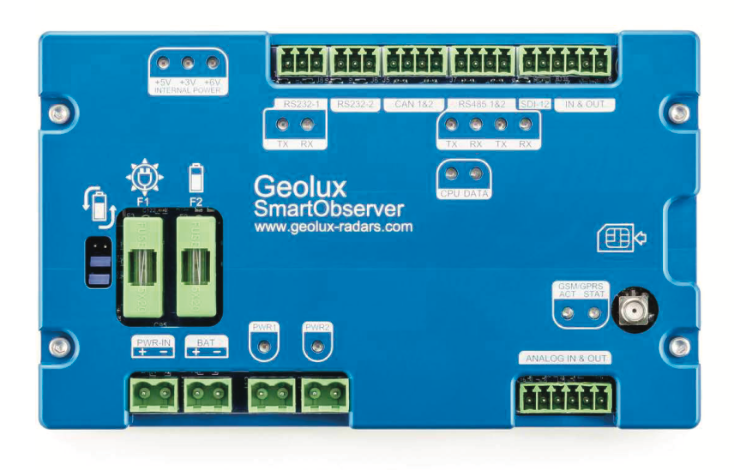 +5V +3V +6V
INTERNAL POWER
RS232-1 RS232-2 CAN 1&2 RS485 1&2 SDI-12 IN & OUT
TX RX TX RX TX RX
CPU DATA
F1 F2
Geolux
SmartObserver
www.geolux-radars.com
GSM/GPRS
ACT STAT
PWR-IN BAT PWR1 PWR2
+ - + -
ANALOG IN & OUT